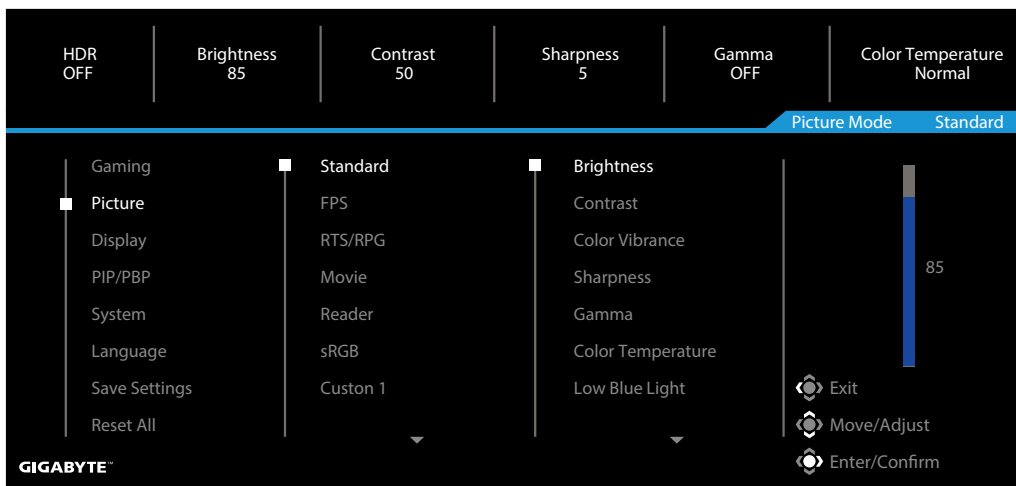 HDR
OFF
Brightness
85
Contrast
50
Sharpness
5
Gamma
OFF
Color Temperature
Normal
Picture Mode Standard
Gaming
Picture
Display
PIP/PBP
System
Language
Save Settings
Reset All
Standard
FPS
RTS/RPG
Movie
Reader
sRGB
Custon 1
Brightness
Contrast
Color Vibrance
Sharpness
Gamma
Color Temperature
Low Blue Light
85
Exit
Move/Adjust
Enter/Confirm
GIGABYTE™